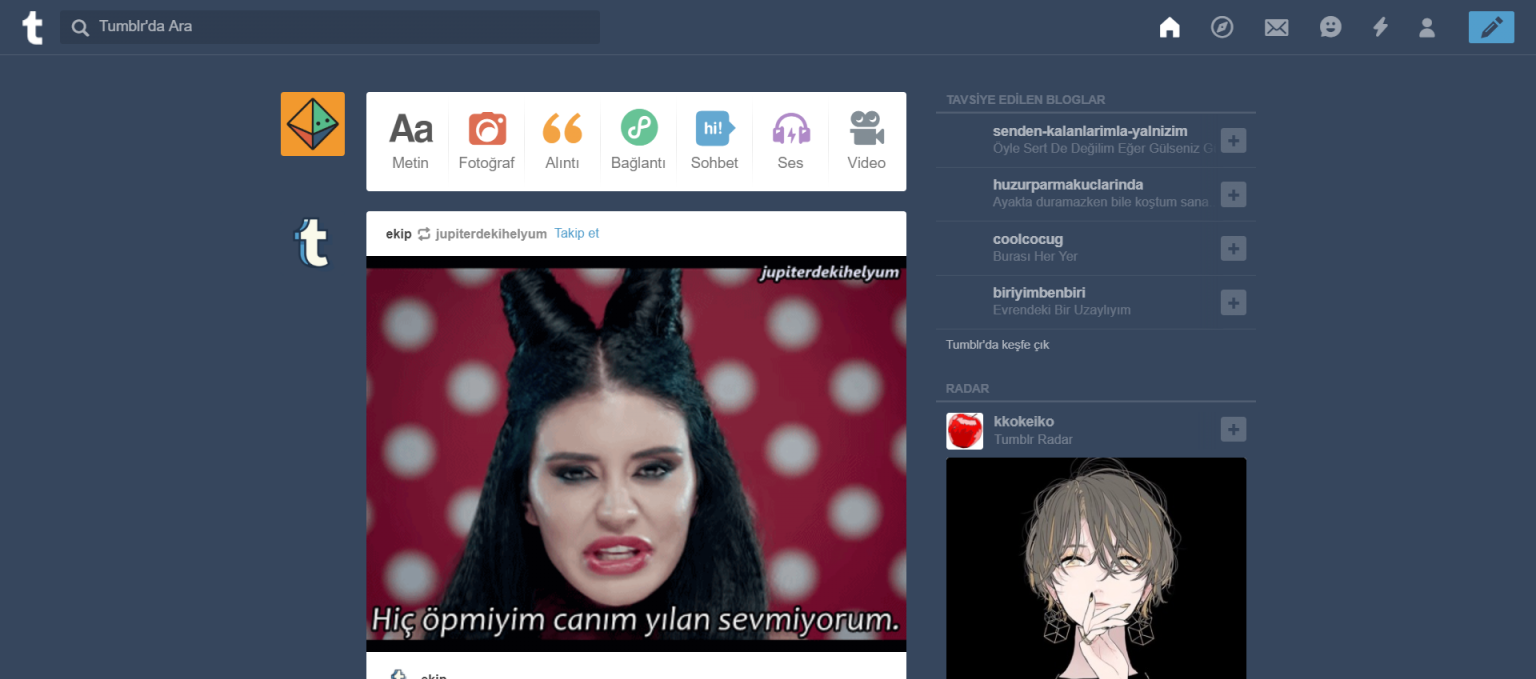 Tumblr'da Ara
Aa
hi!
Metin
Fotoğraf
Alıntı
Bağlantı
Sohbet
Ses
Video
ekip jupiterdekihelyum Takip et
jupiterdekihelyum
Hiç öpmiyim canım yılan sevmiyorum.
ekip
TAVSİYE EDİLEN BLOGLAR
senden-kalanlarimla-yalnizim
Öyle Sert De Değilim Eğer Gülseniz
huzurparmakuclarinda
Ayakta duramazken bile koştum sana..
coolcocug
Burası Her Yer
biriyimbenbiri
Evrendeki Bir Uzaylıyım
Tumblr'da keşfe çık
RADAR
kkokeiko
Tumblr Radar